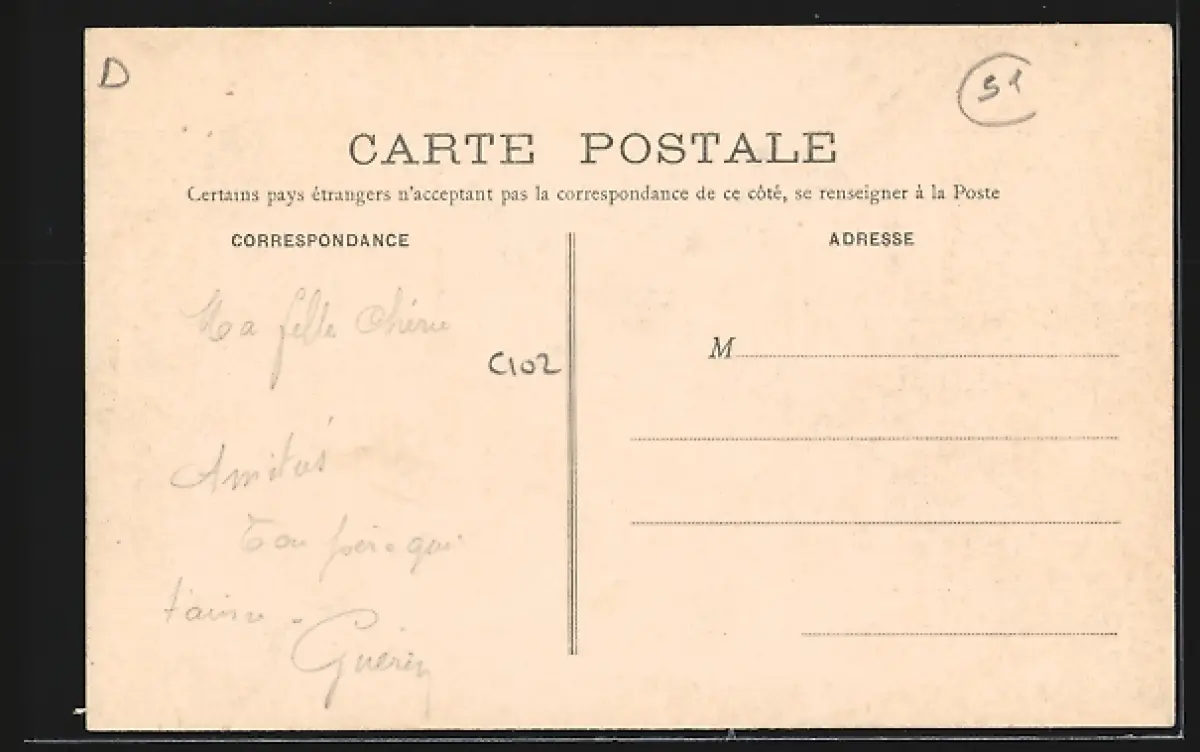 D
51
CARTE POSTALE
Certains pays étrangers n'acceptant pas la correspondance de ce côté, se renseigner à la Poste
CORRESPONDANCE
ADRESSE
Ma fille Chérie
M
C102
Amitiés
Ton père qui
t'aime -
Guérin